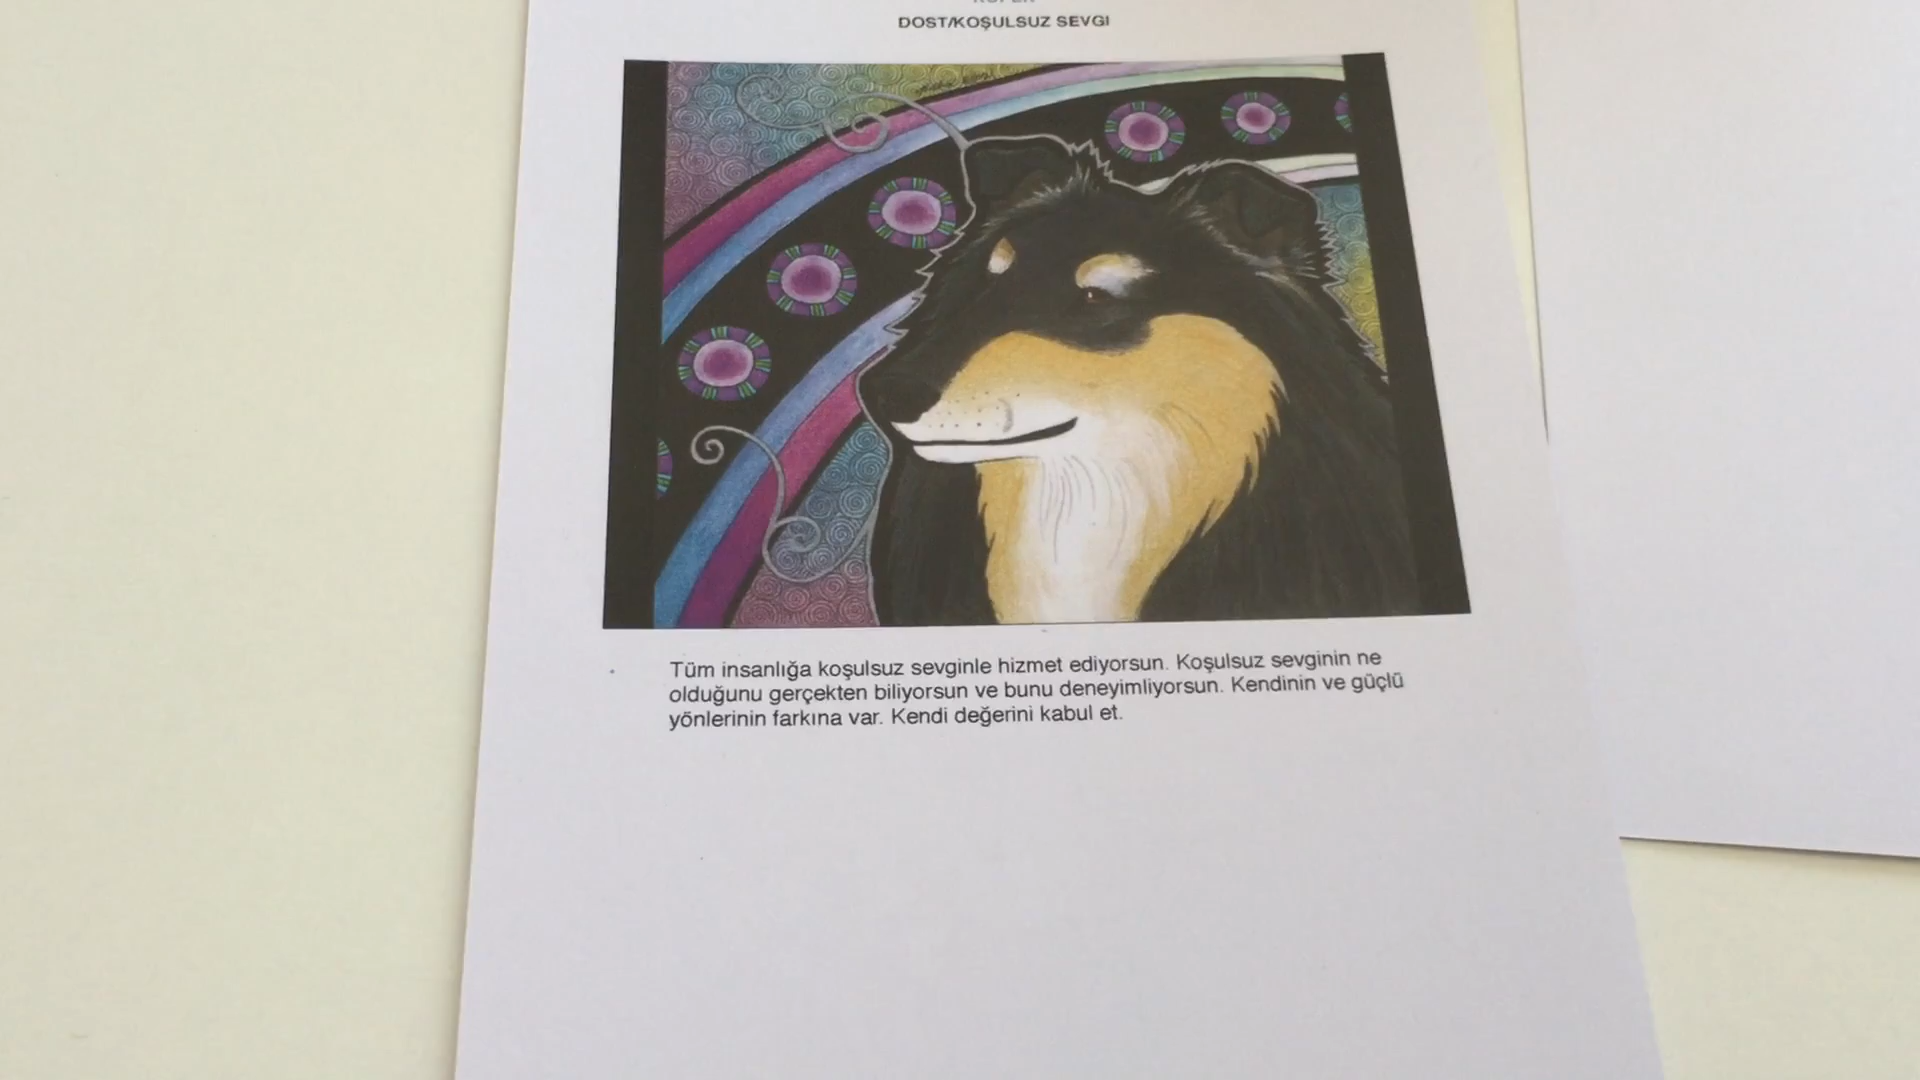 DOST/KOŞULSUZ SEVGI
Tüm insanlığa koşulsuz sevginle hizmet ediyorsun. Koşulsuz sevginin ne
olduğunu gerçekten biliyorsun ve bunu deneyimliyorsun. Kendinin ve güçlü
yönlerinin farkına var. Kendi değerini kabul et.